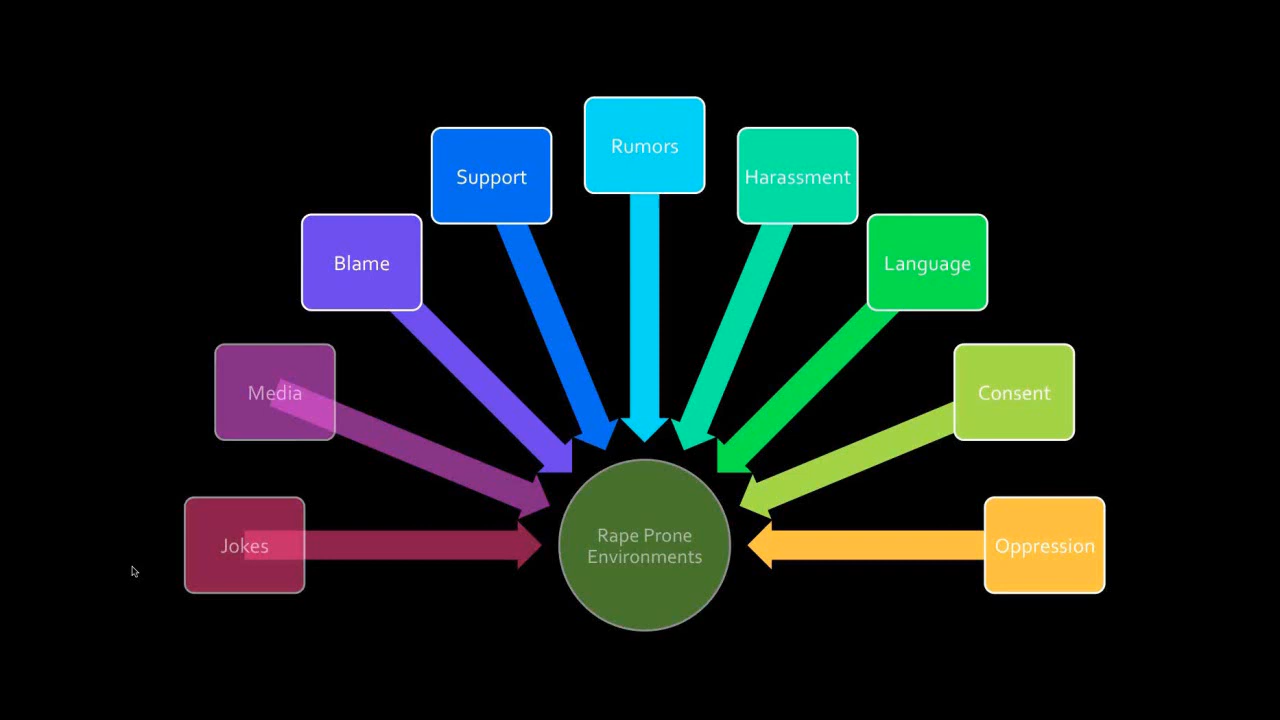 Rumors
Support
Harassment
Blame
Language
Media
Consent
Jokes
Rape Prone
Environments
Oppression